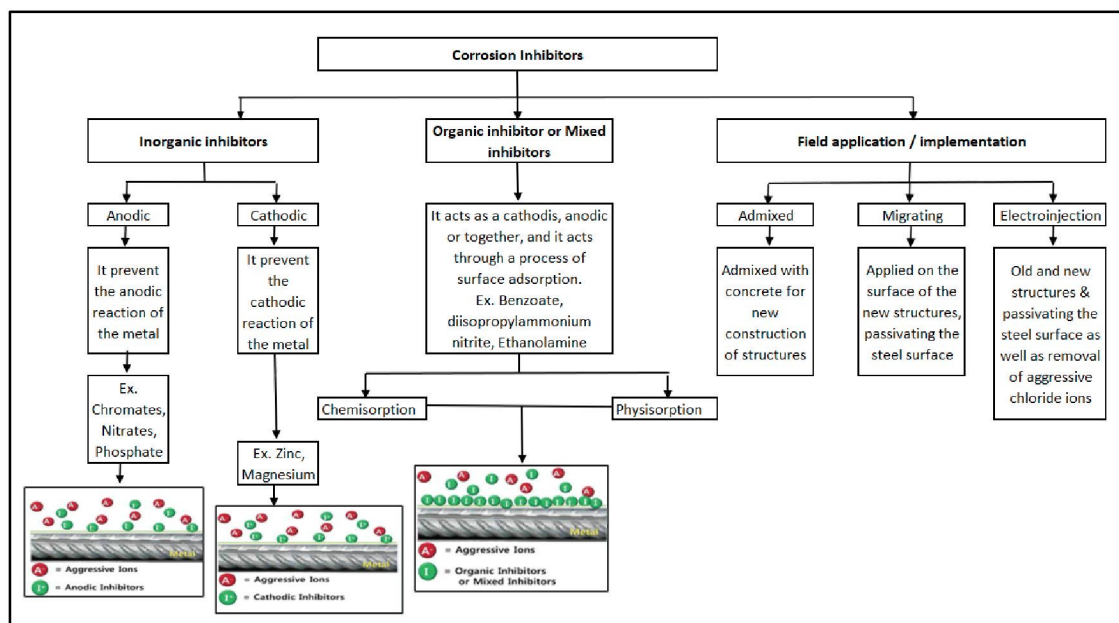 Corrosion Inhibitors
Inorganic inhibitors
Organic inhibitor or Mixed
inhibitors
Field application / implementation
Anodic
Cathodic
Admixed
Migrating
Electroinjection
It prevent
the anodic
reaction of
the metal
It prevent
the
cathodic
reaction of
the metal
It acts as a cathodis, anodic
or together, and it acts
through a process of
surface adsorption.
Ex. Benzoate,
diisopropylammonium
nitrite, Ethanolamine
Admixed with
concrete for
new
construction
of structures
Applied on the
surface of the
new structures,
passivating the
steel surface
Old and new
structures &
passivating the
steel surface as
well as removal
of aggressive
chloride ions
Ex.
Chromates,
Nitrates,
Phosphate
Ex. Zinc,
Magnesium
Chemisorption
Physisorption
Metal
A- = Aggressive Ions
I- = Anodic Inhibitors
Metal
A- = Aggressive Ions
I+ = Cathodic Inhibitors
Metal
A- = Aggressive Ions
I = Organic Inhibitors
or Mixed Inhibitors